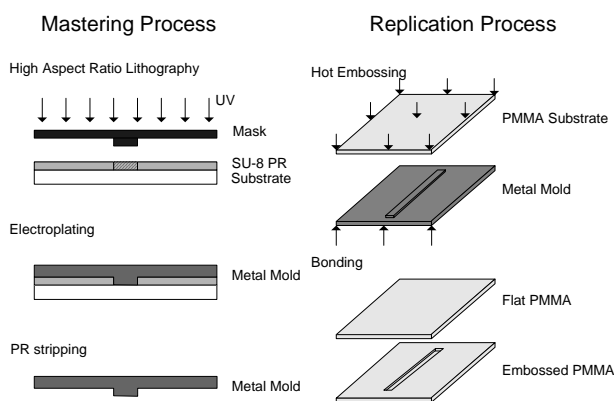 Mastering Process
High Aspect Ratio Lithography
UV
Mask
SU-8 PR
Substrate
Electroplating
Metal Mold
PR stripping
Metal Mold
Replication Process
Hot Embossing
PMMA Substrate
Metal Mold
Bonding
Flat PMMA
Embossed PMMA